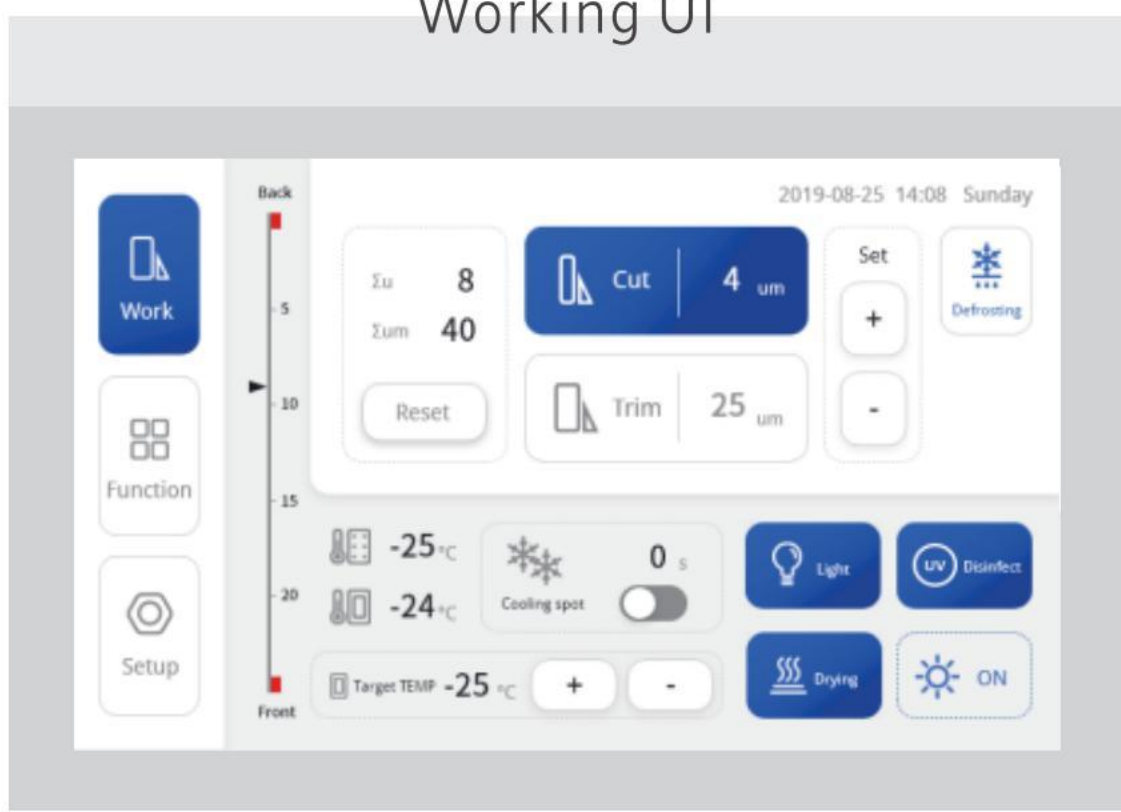 Working UI
2019-08-25 14:08 Sunday
Work
Function
Setup
Back
5
10
15
20
Front
Σu 8
Σum 40
Reset
Cut 4 um
Trim 25 um
Set
+
-
Defrosting
-25 °C
-24 °C
0 s
Cooling spot
Target TEMP -25 °C + -
Light
UV Disinfect
Drying
ON